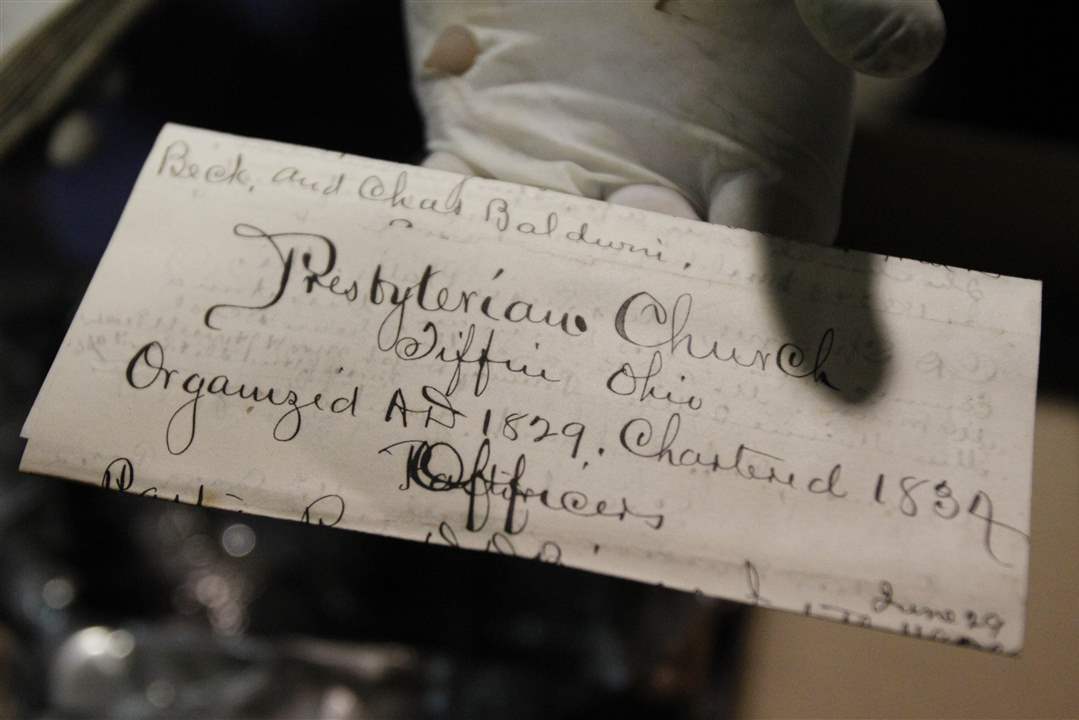 Beck, and Chas Baldwin,
Presbyterian Church
Tiffin Ohio
Organized AD 1829. Chartered 1834
Officers
June 29